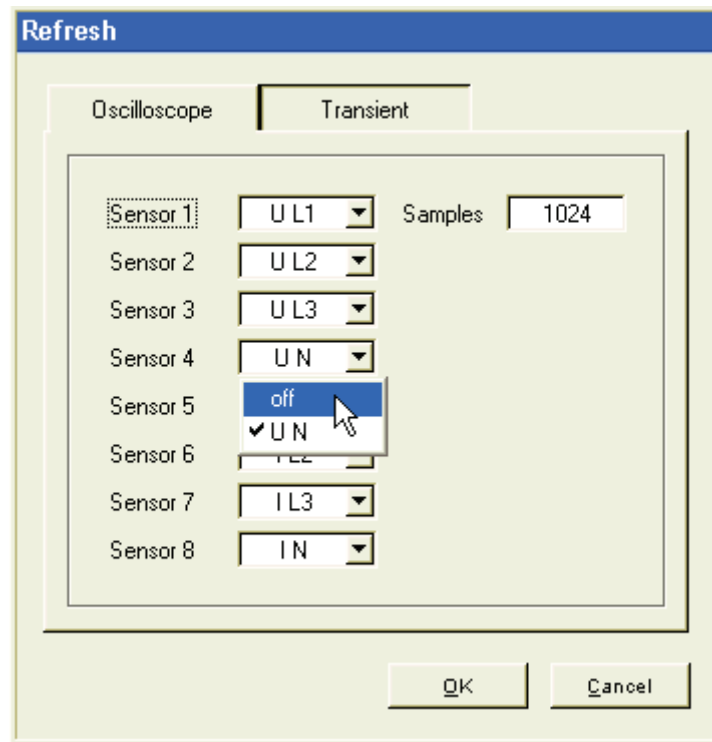 Refresh
Oscilloscope Transient
Sensor 1 U L1 Samples 1024
Sensor 2 U L2
Sensor 3 U L3
Sensor 4 U N
Sensor 5 off
U N
Sensor 6
Sensor 7 I L3
Sensor 8 I N
OK Cancel